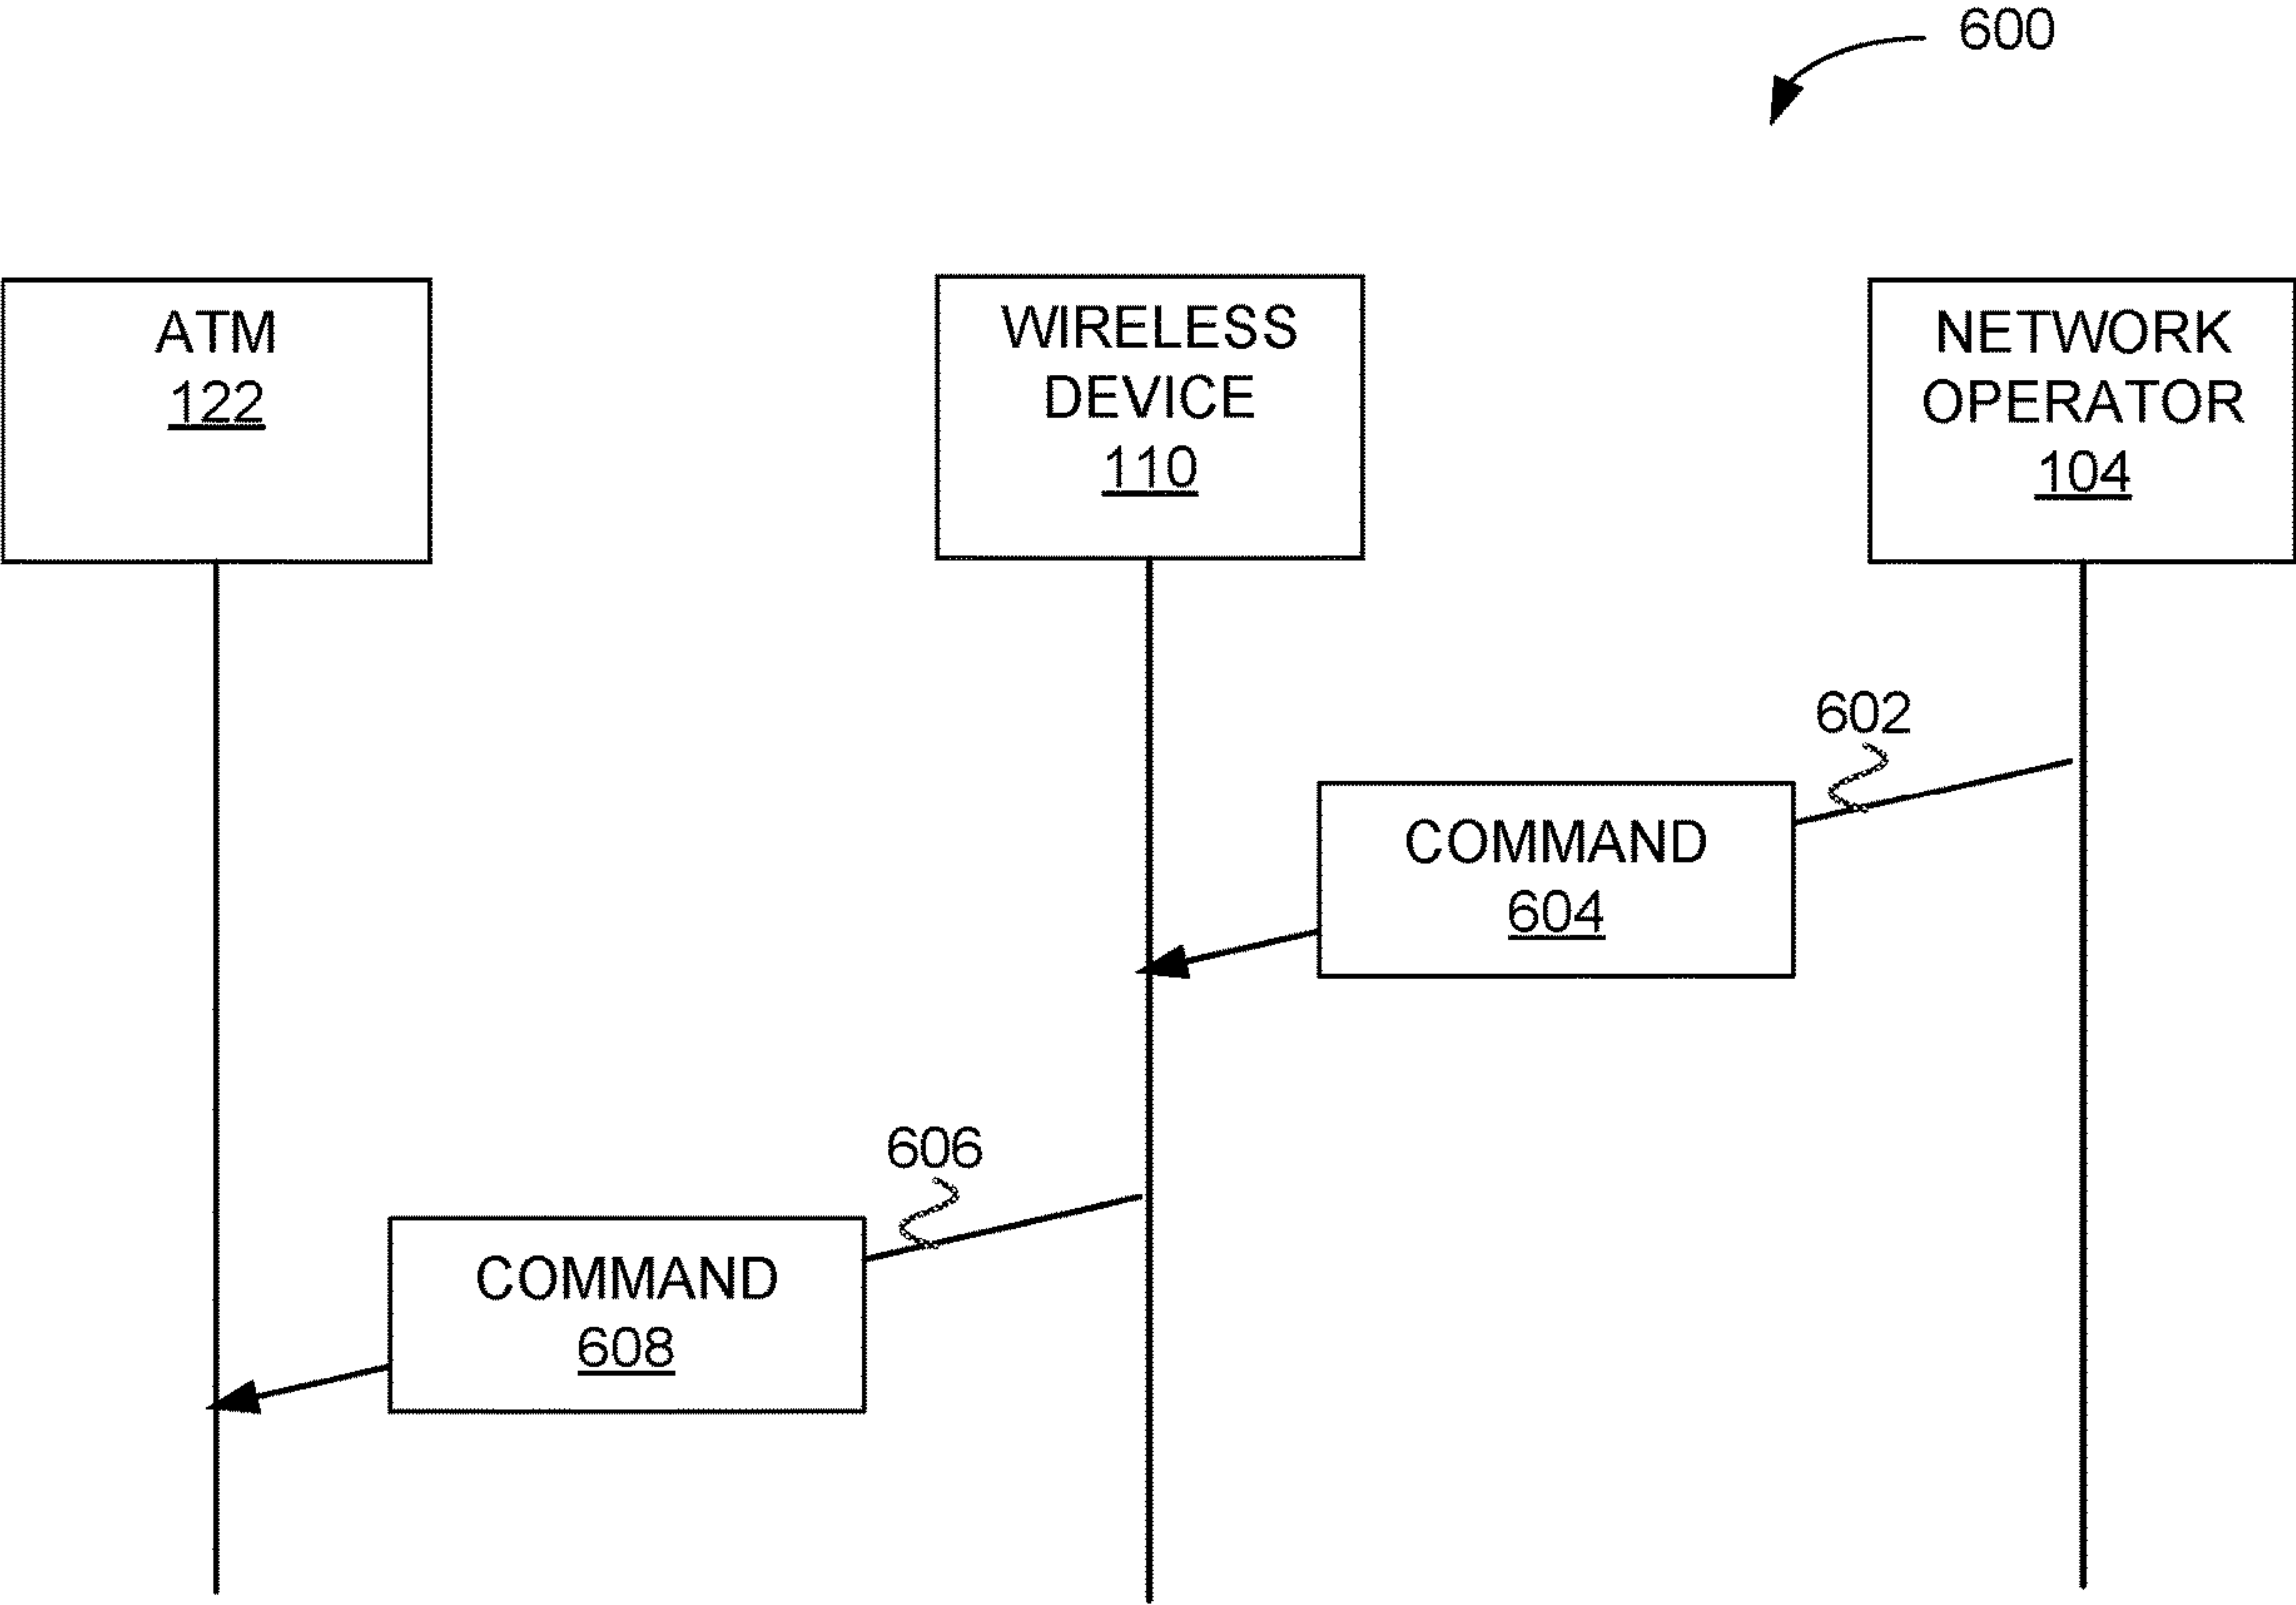 600
ATM
122
WIRELESS
DEVICE
110
NETWORK
OPERATOR
104
602
COMMAND
604
606
COMMAND
608